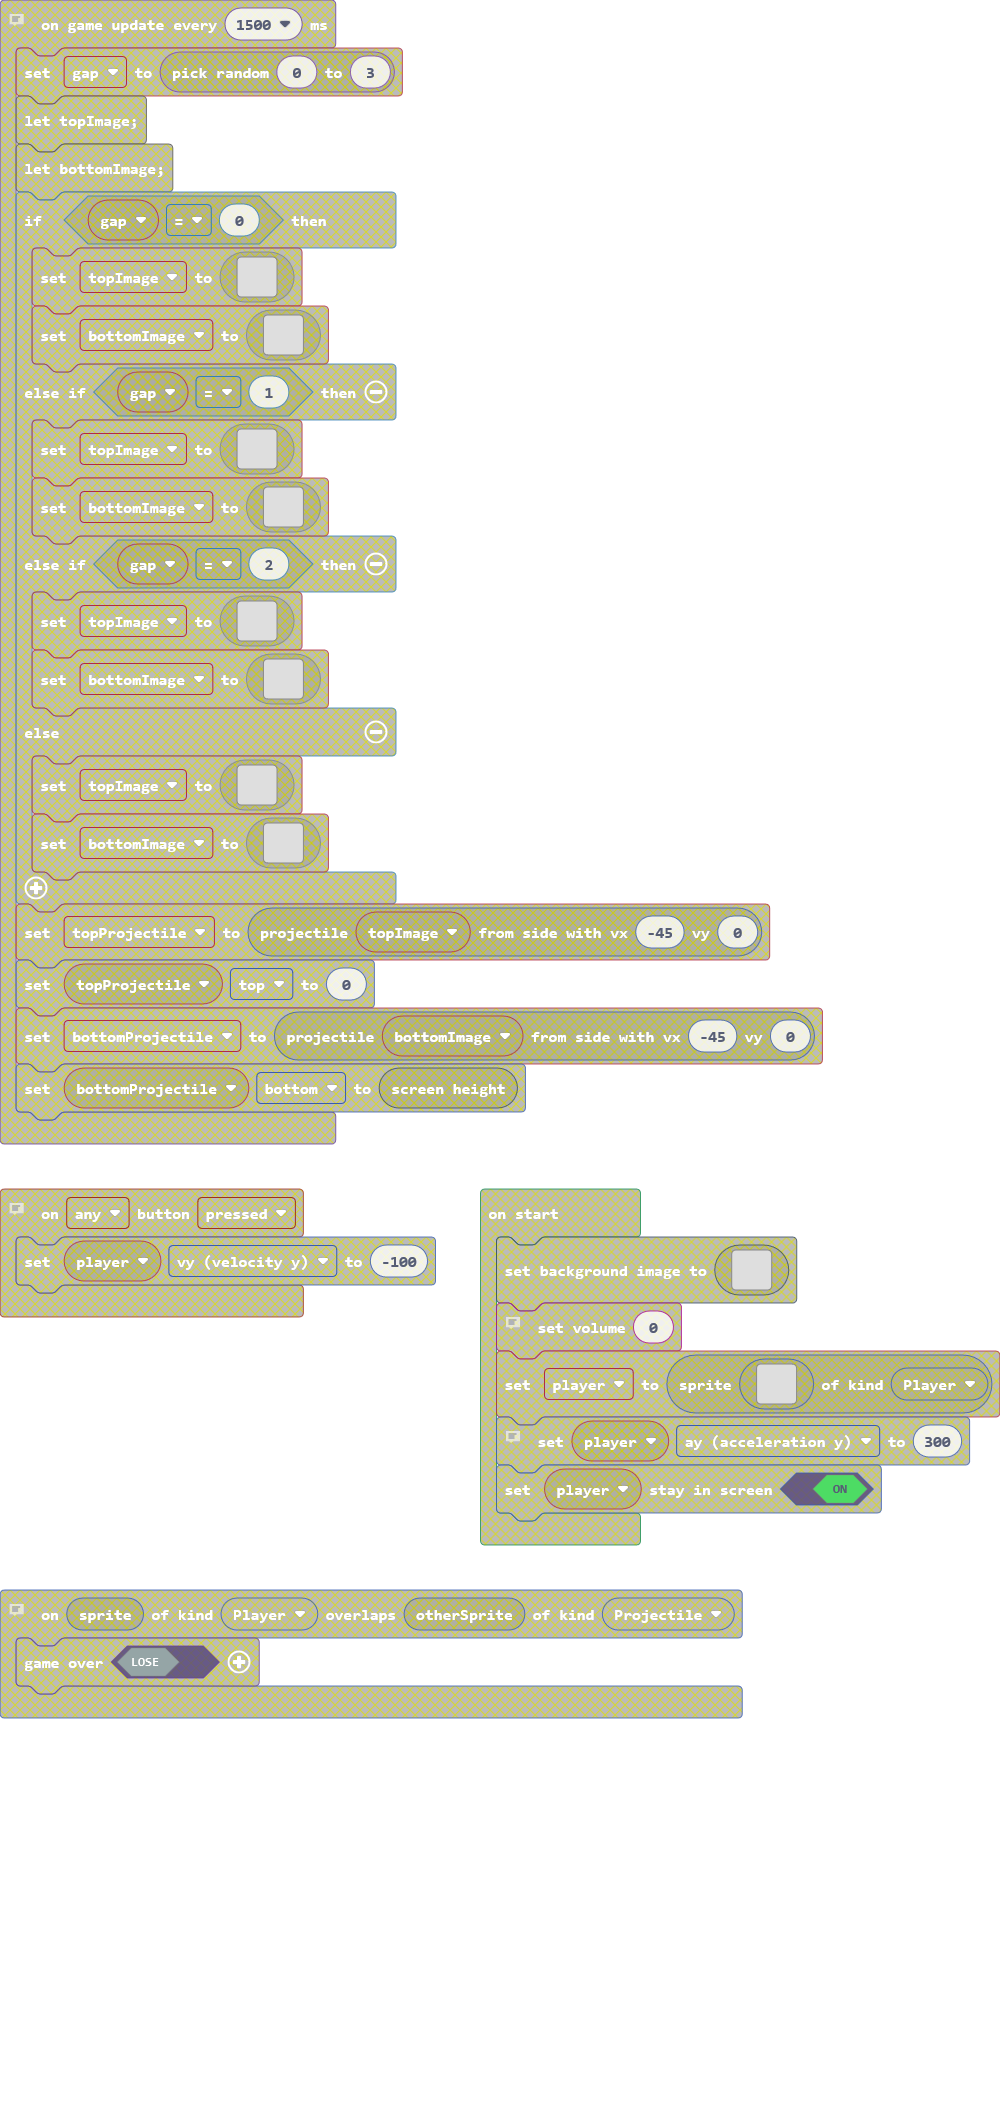 on game update every 1500 ms
set gap to pick random 0 to 3
let topImage;
let bottomImage;
if gap = 0 then
set topImage to
set bottomImage to
else if gap = 1 then
set topImage to
set bottomImage to
else if gap = 2 then
set topImage to
set bottomImage to
else
set topImage to
set bottomImage to
set topProjectile to projectile topImage from side with vx -45 vy 0
set topProjectile top to 0
set bottomProjectile to projectile bottomImage from side with vx -45 vy 0
set bottomProjectile bottom to screen height
on any button pressed
set player vy (velocity y) to -100
on start
set background image to
set volume 0
set player to sprite of kind Player
set player ay (acceleration y) to 300
set player stay in screen ON
on sprite of kind Player overlaps otherSprite of kind Projectile
game over LOSE